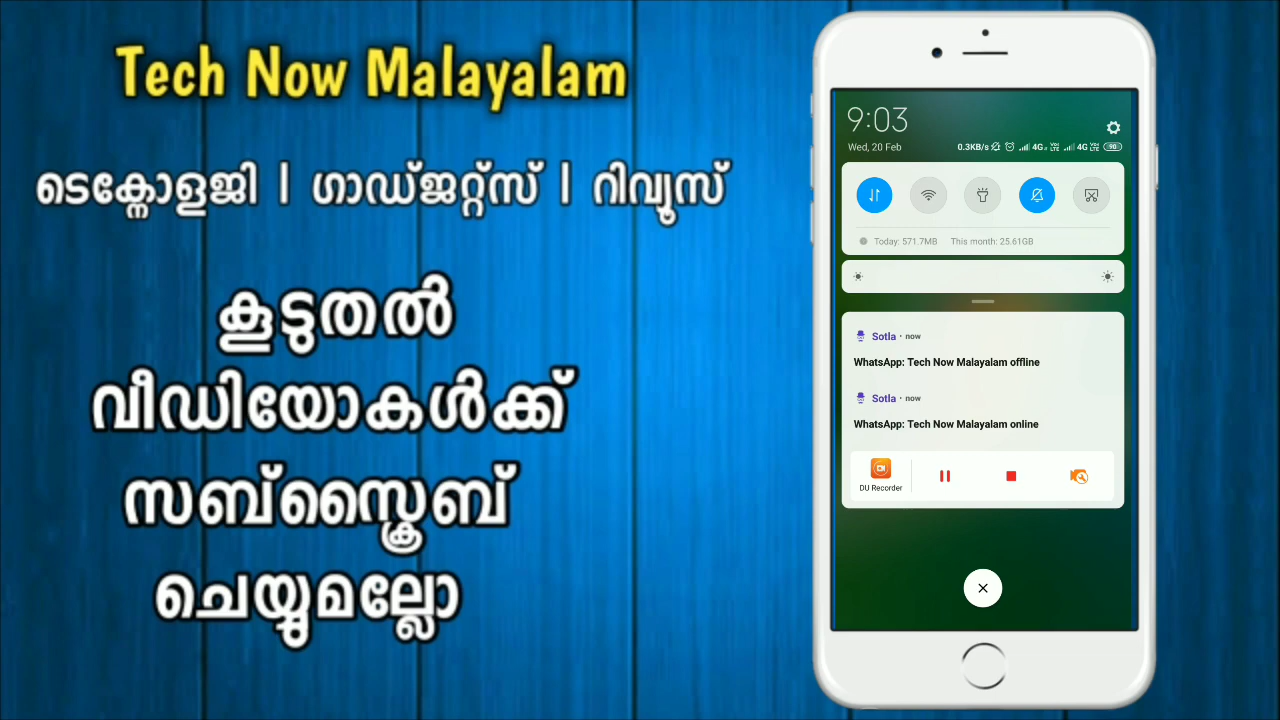 Tech Now Malayalam
ടെക്നോളജി | ഗാഡ്ജറ്റ്സ് | റിവ്യൂസ്
കൂടുതൽ
വീഡിയോകൾക്ക്
സബ്സ്ക്രൈബ്
ചെയ്യുമല്ലോ
9:03
Wed, 20 Feb
0.3KB/s 4G VoLTE 4G VoLTE 90
Today: 571.7MB This month: 25.61GB
Sotla • now
WhatsApp: Tech Now Malayalam offline
Sotla • now
WhatsApp: Tech Now Malayalam online
DU Recorder